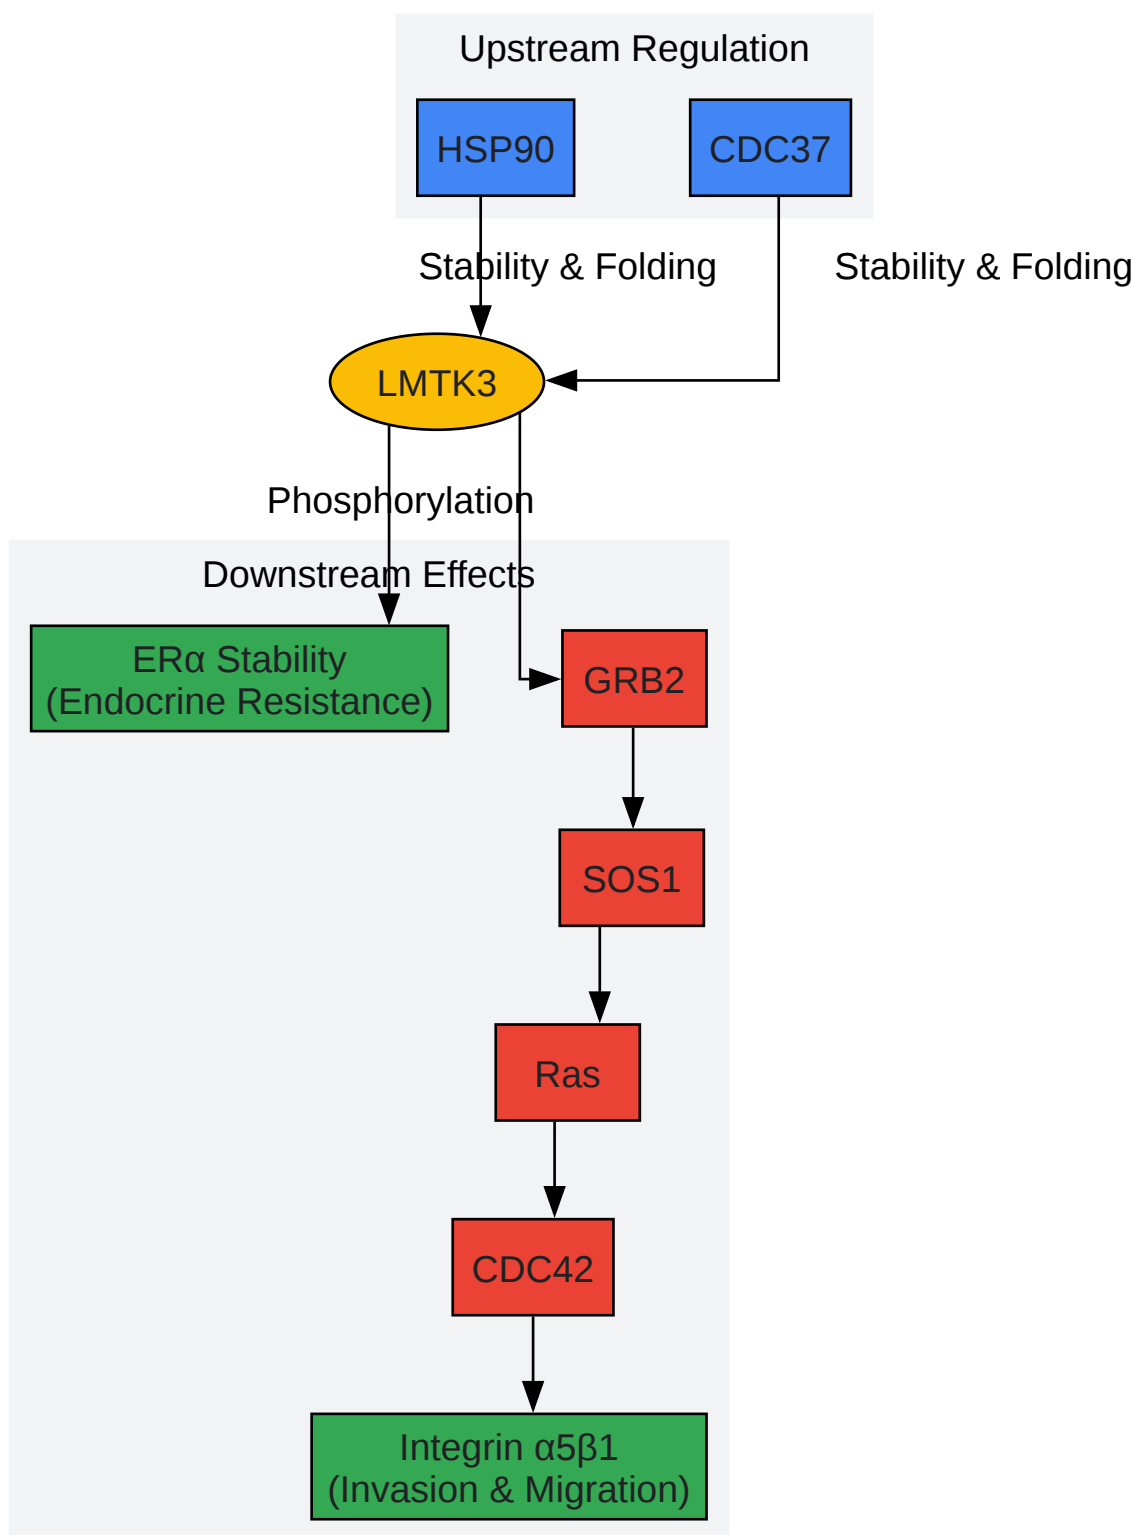 Upstream Regulation
HSP90
CDC37
Stability & Folding
Stability & Folding
LMTK3
Phosphorylation
Downstream Effects
ERα Stability
(Endocrine Resistance)
GRB2
SOS1
Ras
CDC42
Integrin α5β1
(Invasion & Migration)